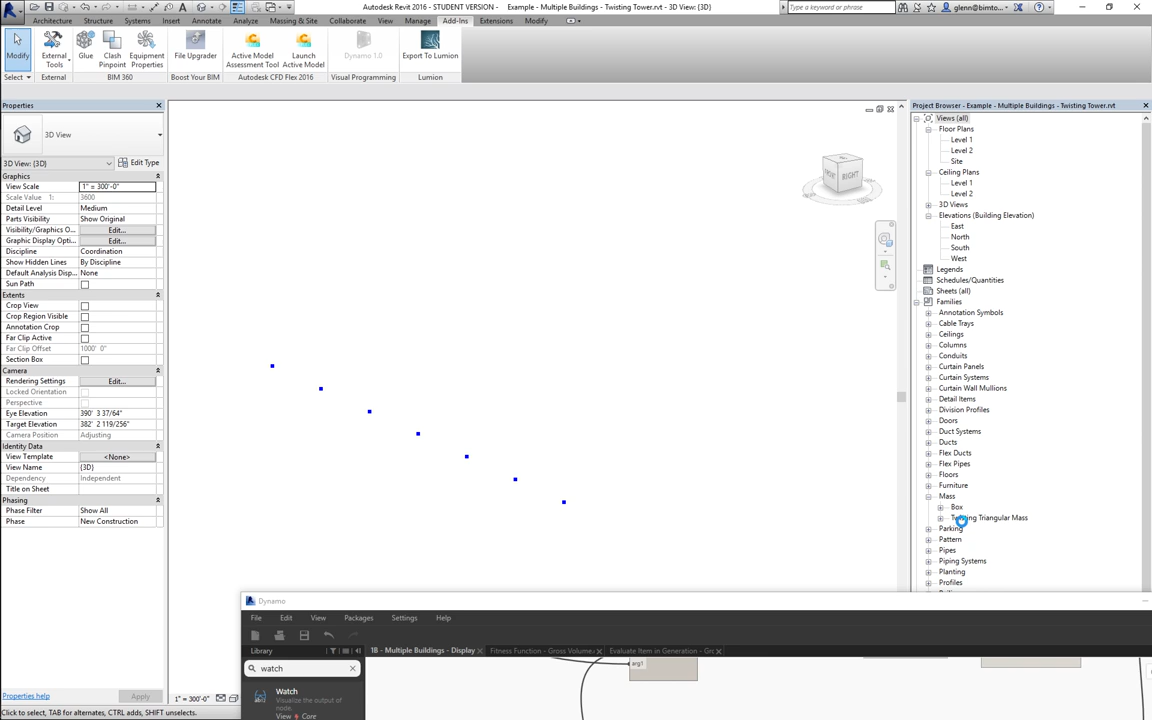 Autodesk Revit 2016 - STUDENT VERSION - Example - Multiple Buildings - Twisting Tower.rvt - 3D View: {3D}
Type a keyword or phrase
glenn@bimto...
Architecture Structure Systems Insert Annotate Analyze Massing & Site Collaborate View Manage Add-Ins Extensions Modify
Modify
External Tools
Glue
Clash Pinpoint
Equipment Properties
File Upgrader
Active Model Assessment Tool
Launch Active Model
Dynamo 1.0
Export To Lumion
Select
External
BIM 360
Boost Your BIM
Autodesk CFD Flex 2016
Visual Programming
Lumion
Properties
3D View
3D View: {3D}
Edit Type
Graphics
View Scale 1" = 300'-0"
Scale Value 1: 3600
Detail Level Medium
Parts Visibility Show Original
Visibility/Graphics O... Edit...
Graphic Display Opti... Edit...
Discipline Coordination
Show Hidden Lines By Discipline
Default Analysis Disp... None
Sun Path
Extents
Crop View
Crop Region Visible
Annotation Crop
Far Clip Active
Far Clip Offset 1000' 0"
Section Box
Camera
Rendering Settings Edit...
Locked Orientation
Perspective
Eye Elevation 390' 3 37/64"
Target Elevation 382' 2 119/256"
Camera Position Adjusting
Identity Data
View Template <None>
View Name {3D}
Dependency Independent
Title on Sheet
Phasing
Phase Filter Show All
Phase New Construction
Properties help
Apply
Click to select, TAB for alternates, CTRL adds, SHIFT unselects.
1" = 300'-0"
RIGHT
Project Browser - Example - Multiple Buildings - Twisting Tower.rvt
Views (all)
Floor Plans
Level 1
Level 2
Site
Ceiling Plans
Level 1
Level 2
3D Views
Elevations (Building Elevation)
East
North
South
West
Legends
Schedules/Quantities
Sheets (all)
Families
Annotation Symbols
Cable Trays
Ceilings
Columns
Conduits
Curtain Panels
Curtain Systems
Curtain Wall Mullions
Detail Items
Division Profiles
Doors
Duct Systems
Ducts
Flex Ducts
Flex Pipes
Floors
Furniture
Mass
Box
Twisting Triangular Mass
Parking
Pattern
Pipes
Piping Systems
Planting
Profiles
Dynamo
File Edit View Packages Settings Help
Library
1B - Multiple Buildings - Display
Fitness Function - Gross Volume.
Evaluate Item in Generation - Gr
watch
Watch
Visualize the output of
node.
View Core
arg1